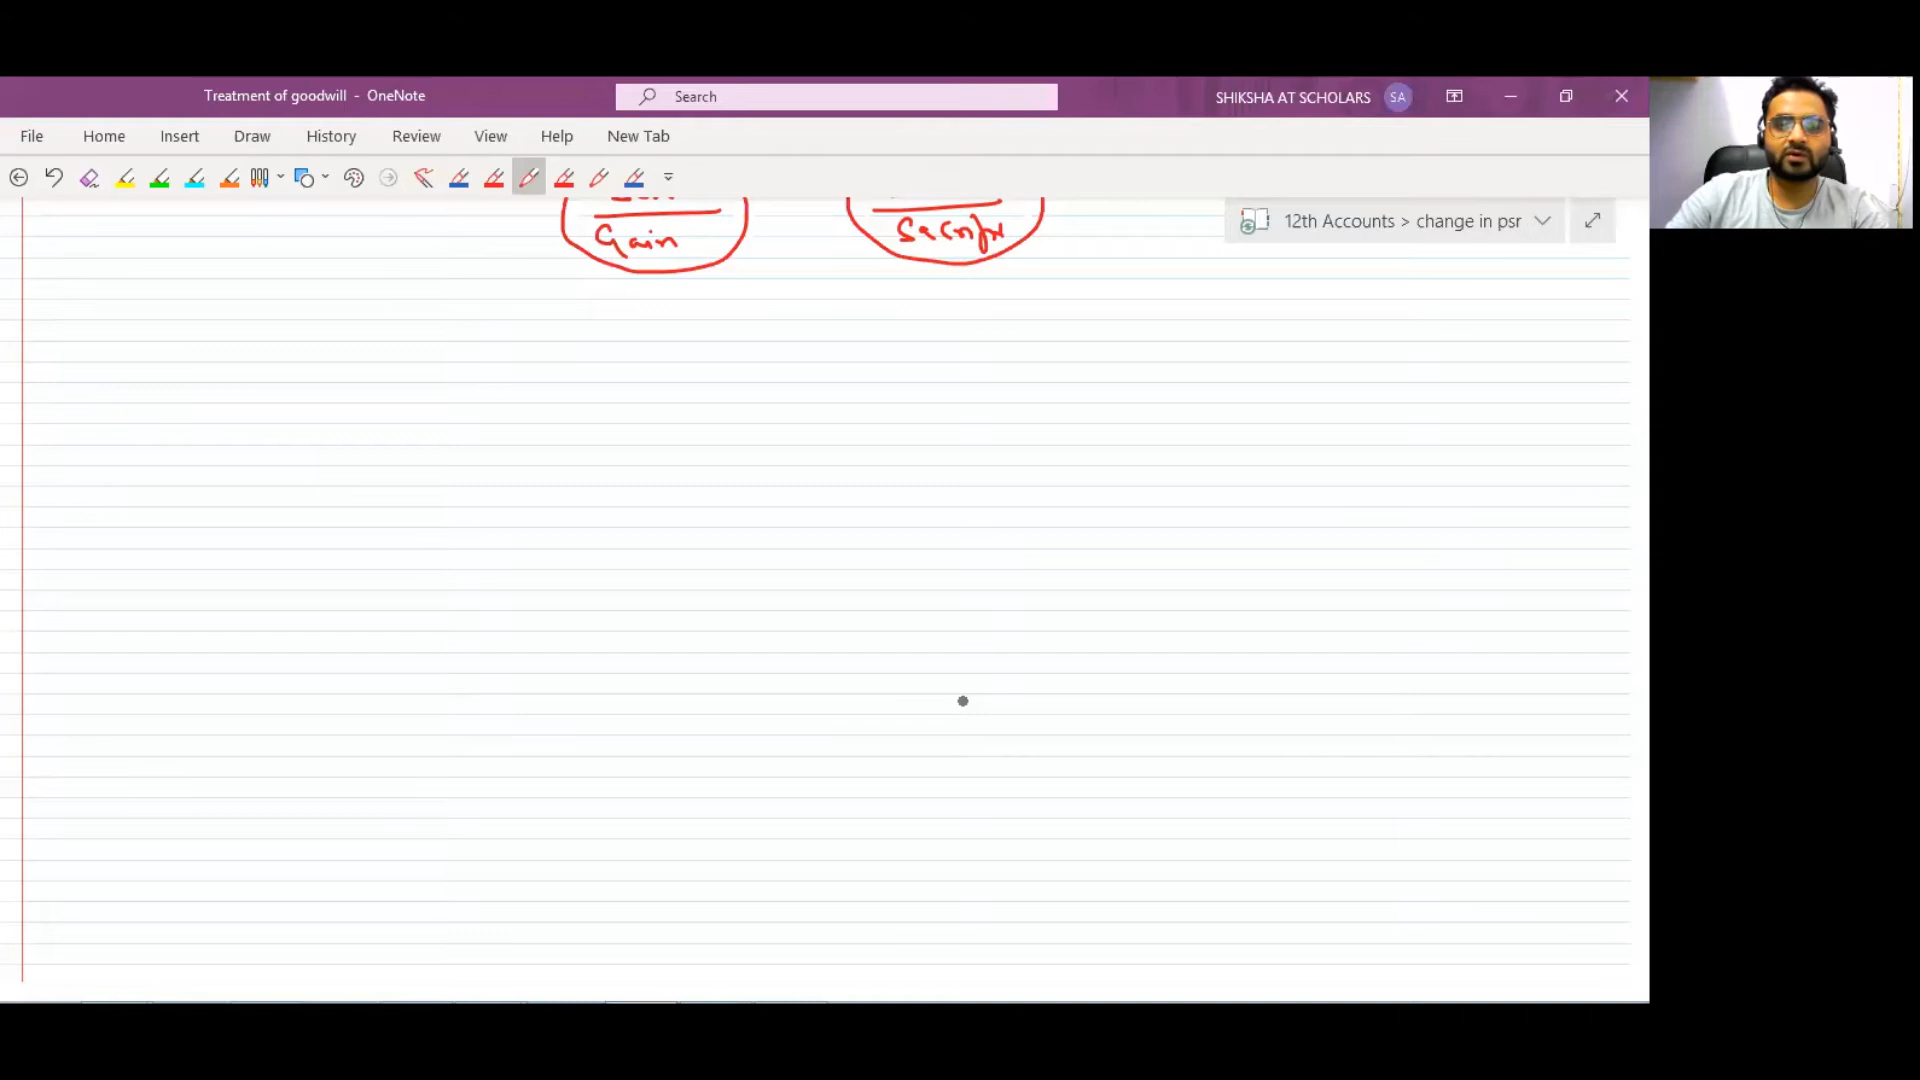 Treatment of goodwill - OneNote
Search
SHIKSHA AT SCHOLARS
SA
File
Home
Insert
Draw
History
Review
View
Help
New Tab
12th Accounts > change in psr
Gain